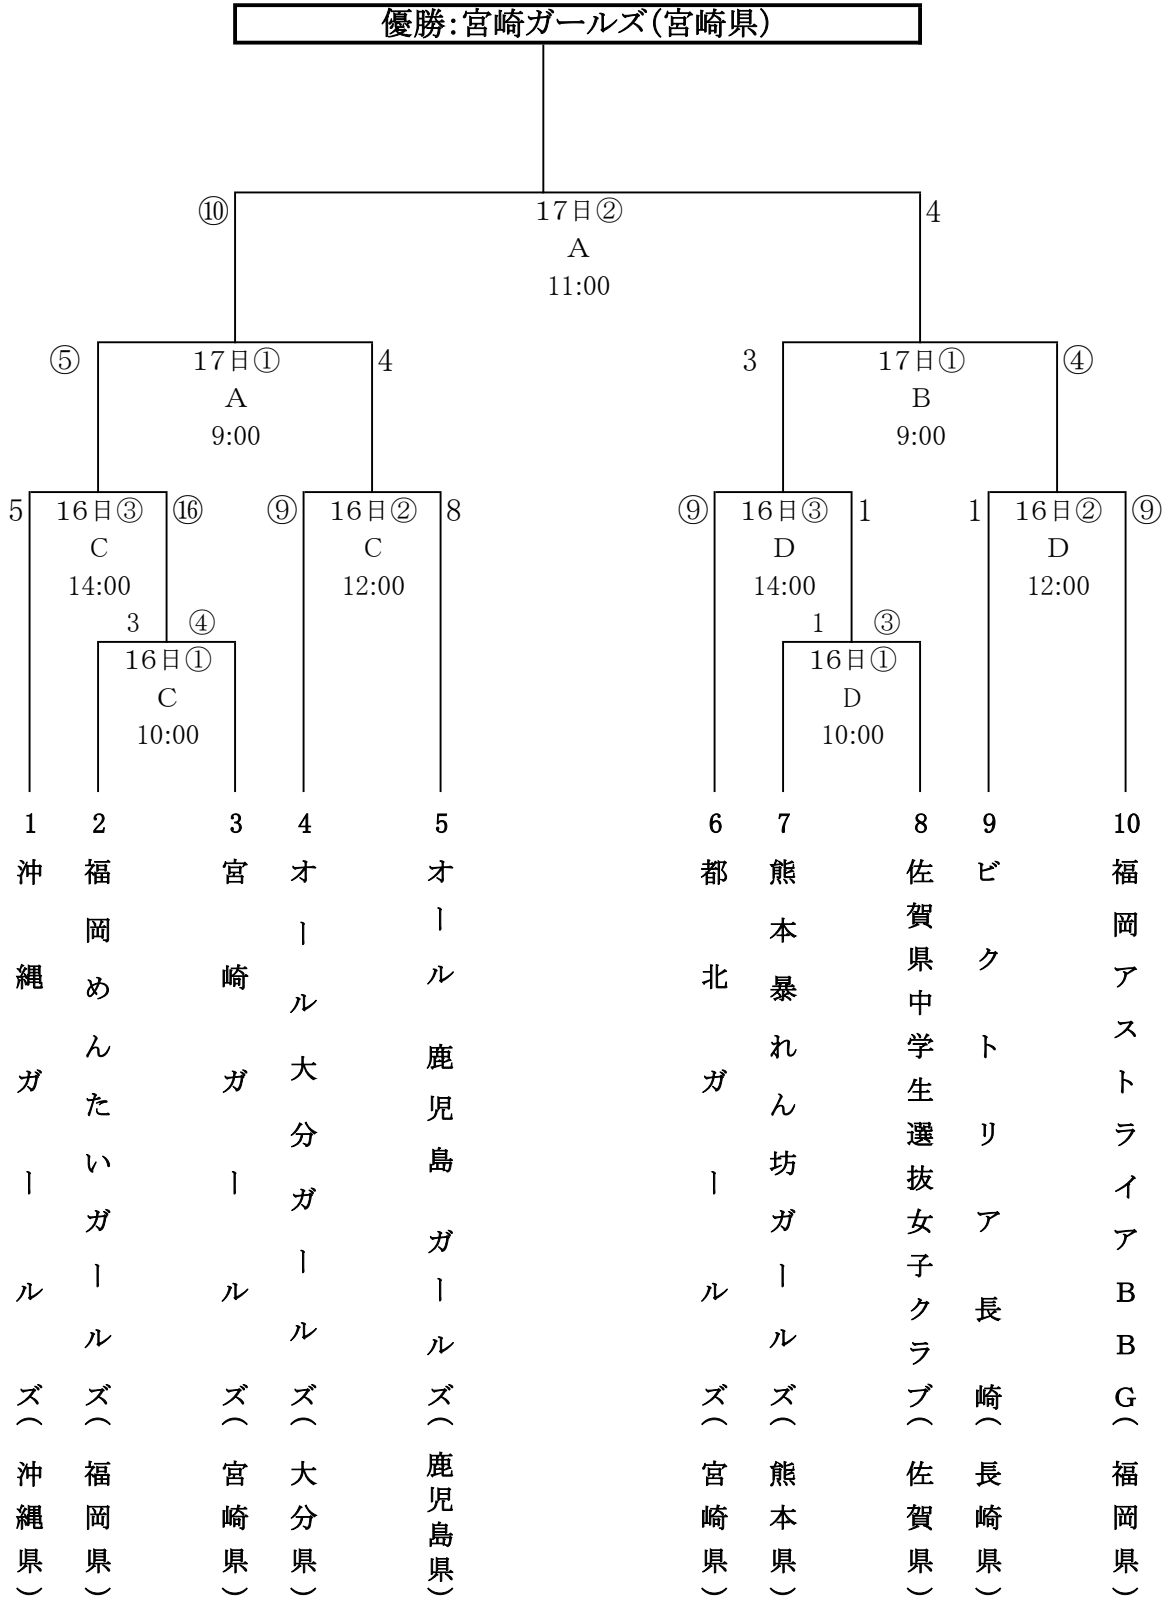 優勝：宮崎ガールズ（宮崎県）
⑩ 17日② 4
A
11:00
⑤ 17日① 4
A
9:00
3 17日① ④
B
9:00
5 16日③ ⑯
C
14:00
⑨ 16日② 8
C
12:00
⑨ 16日③ 1
D
14:00
1 16日② ⑨
D
12:00
3 ④
16日①
C
10:00
1 ③
16日①
D
10:00
1
沖縄ガールズ（沖縄県）
2
福岡めんたいガールズ（福岡県）
3
宮崎ガールズ（宮崎県）
4
オール大分ガールズ（大分県）
5
オール鹿児島ガールズ（鹿児島県）
6
都北ガールズ（宮崎県）
7
熊本暴れん坊ガールズ（熊本県）
8
佐賀県中学生選抜女子クラブ（佐賀県）
9
ビクトリア長崎（長崎県）
10
福岡アストライアBBG（福岡県）